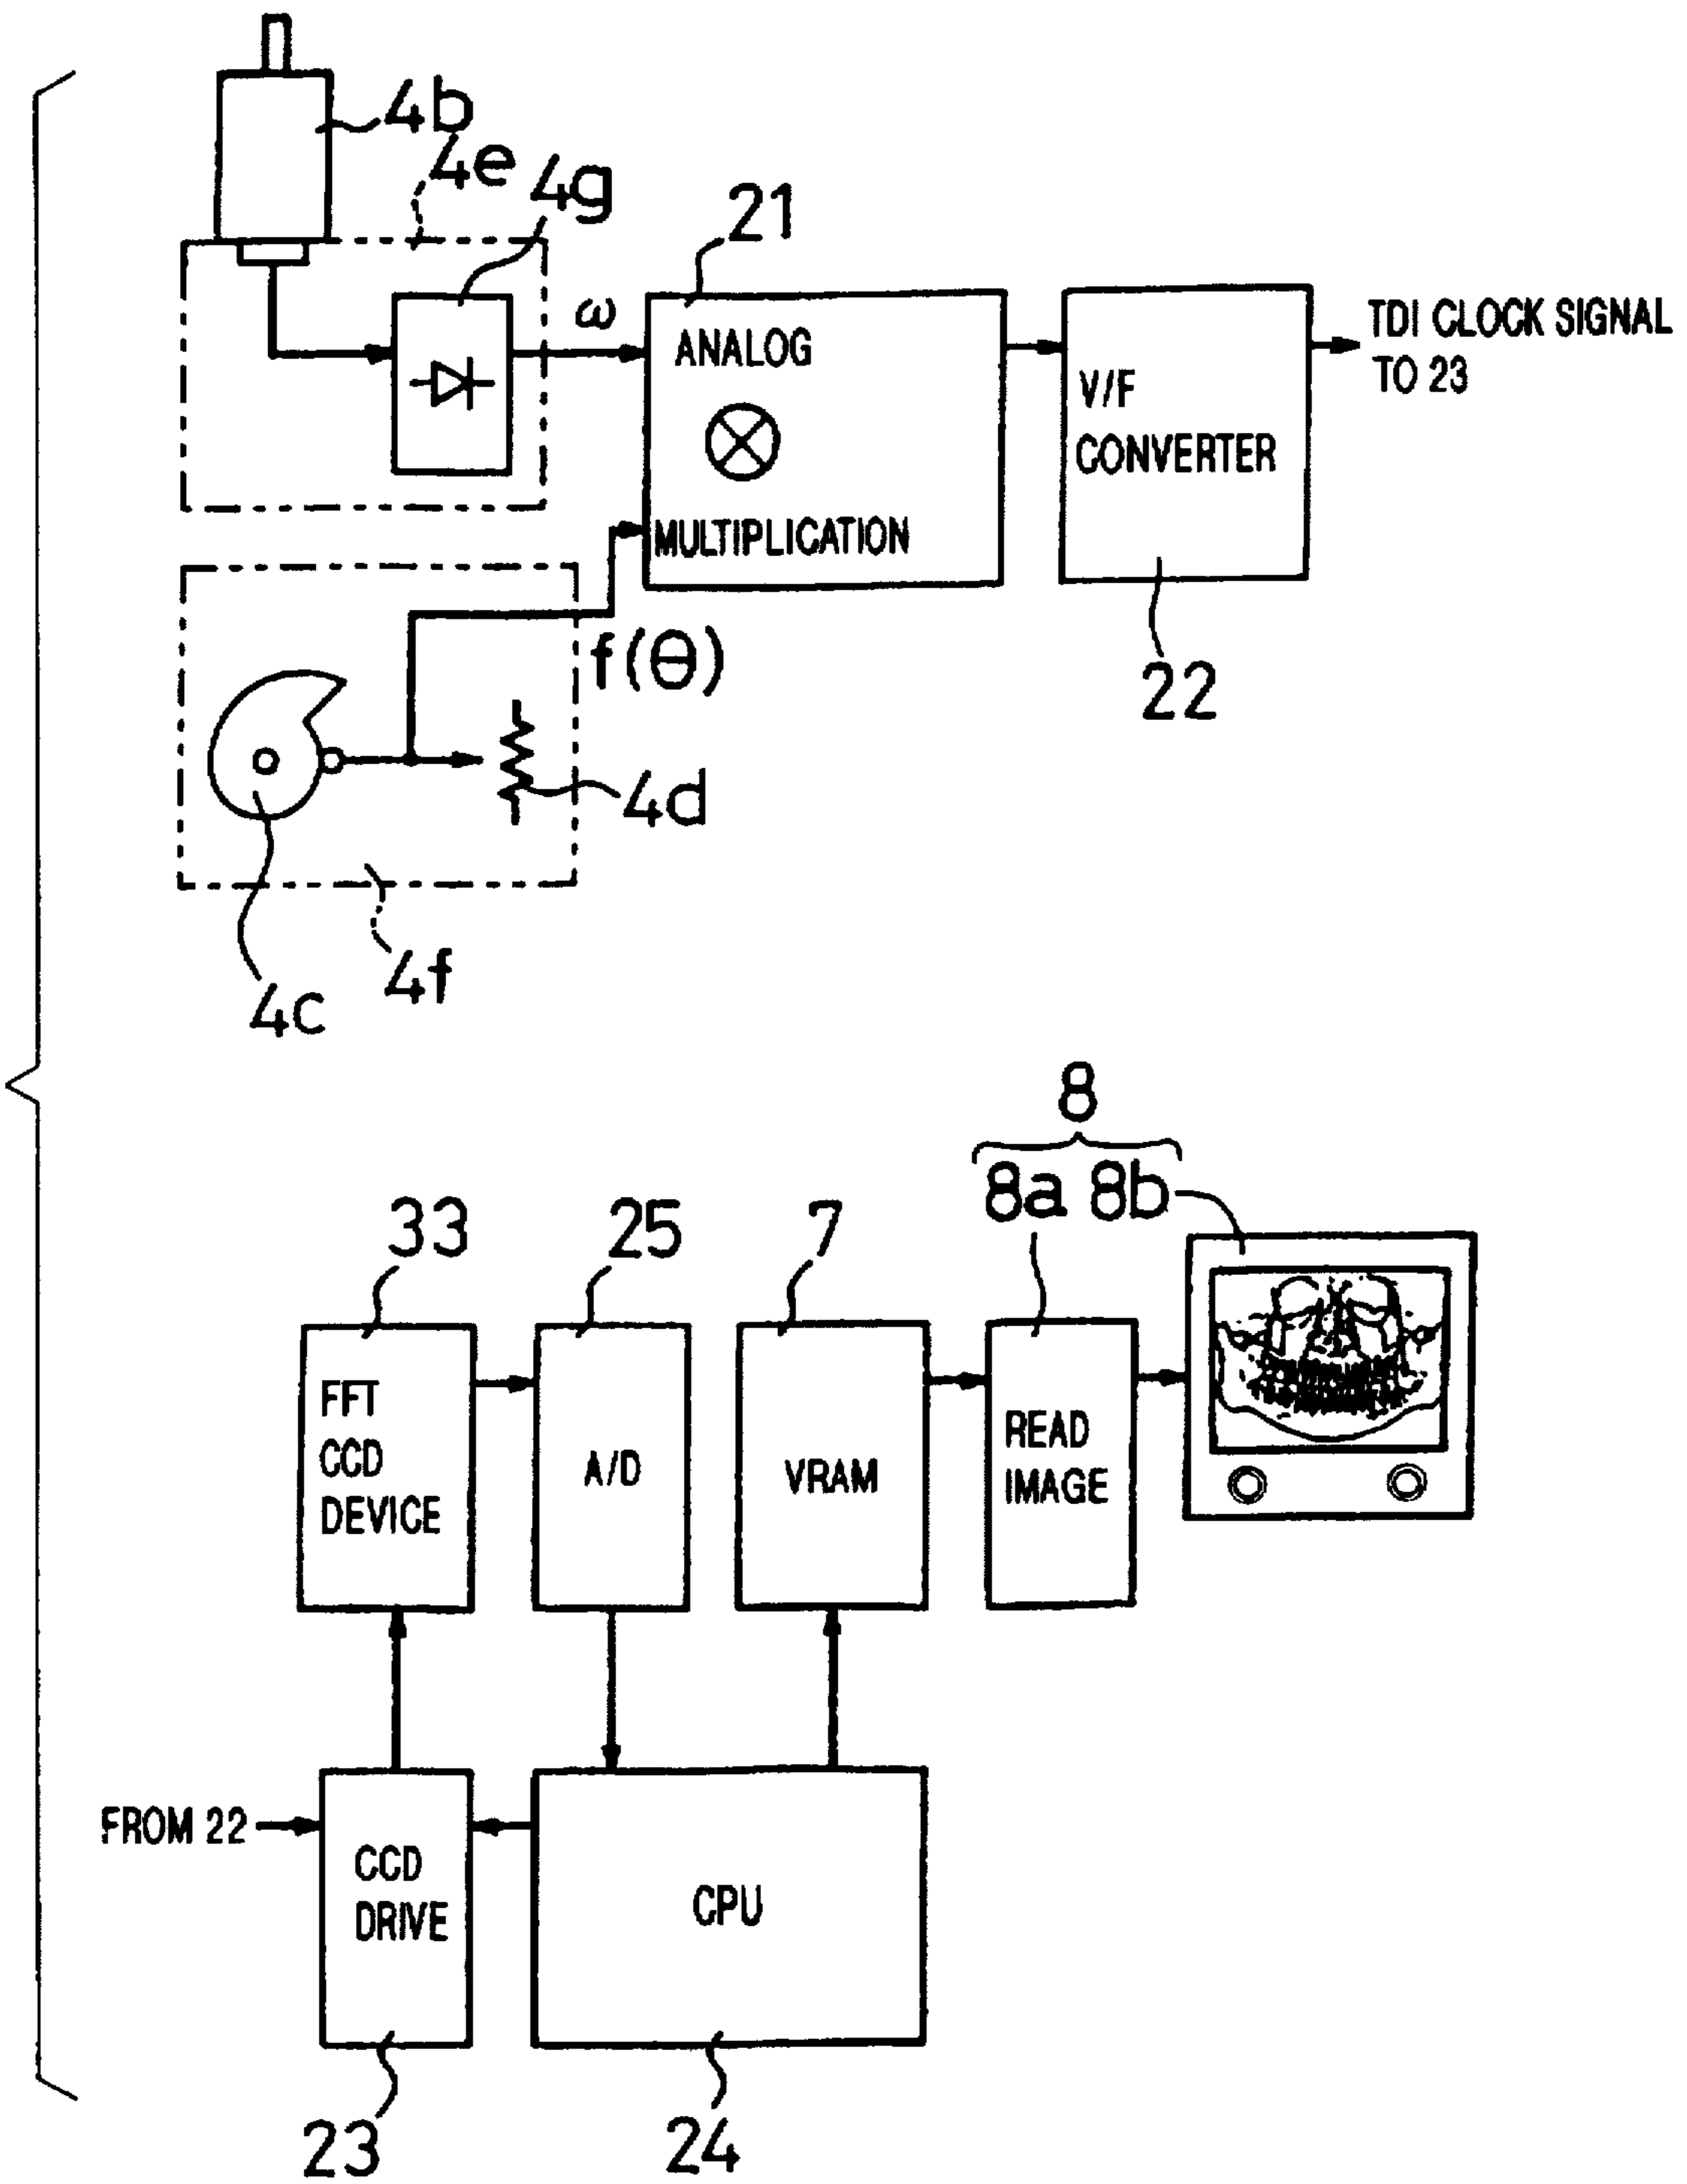 4b
4e
4g
21
ω
ANALOG
MULTIPLICATION
V/F
CONVERTER
TDI CLOCK SIGNAL
TO 23
f(θ)
22
4d
4c
4f
8
8a 8b
33
25
7
FFT
CCD
DEVICE
A/D
VRAM
READ
IMAGE
FROM 22
CCD
DRIVE
CPU
23
24